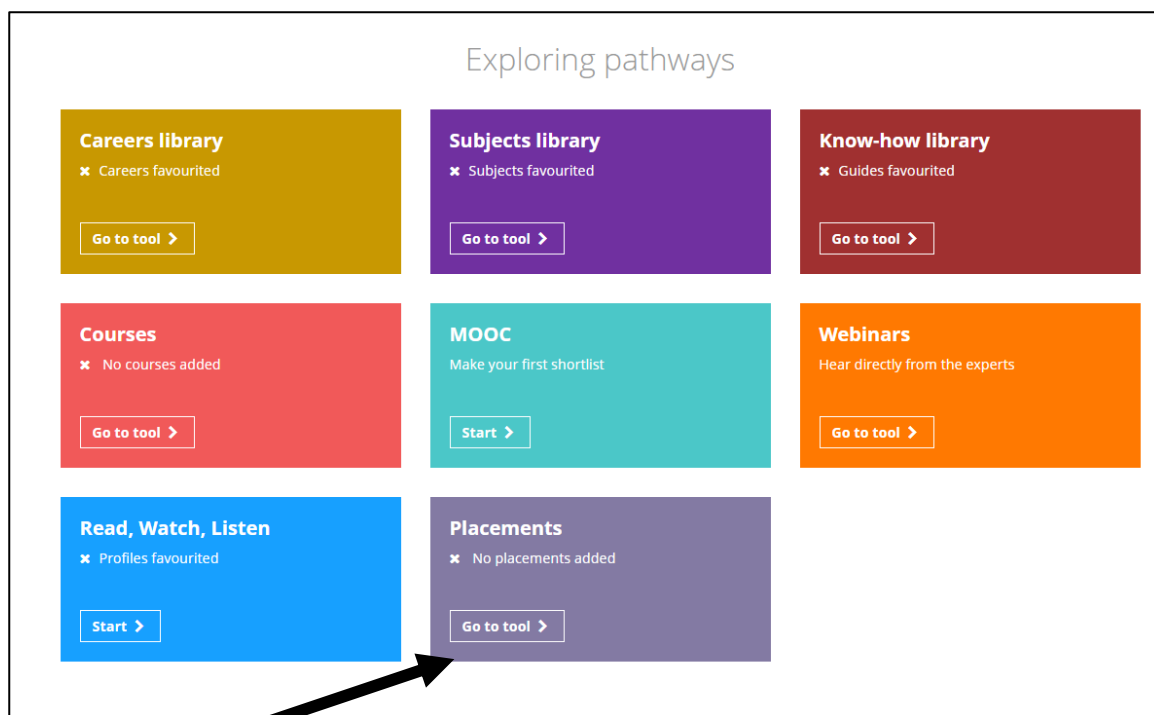 Exploring pathways
Careers library
✖ Careers favourited
Go to tool
Subjects library
✖ Subjects favourited
Go to tool
Know-how library
✖ Guides favourited
Go to tool
Courses
✖ No courses added
Go to tool
MOOC
Make your first shortlist
Start
Webinars
Hear directly from the experts
Go to tool
Read, Watch, Listen
✖ Profiles favourited
Start
Placements
✖ No placements added
Go to tool